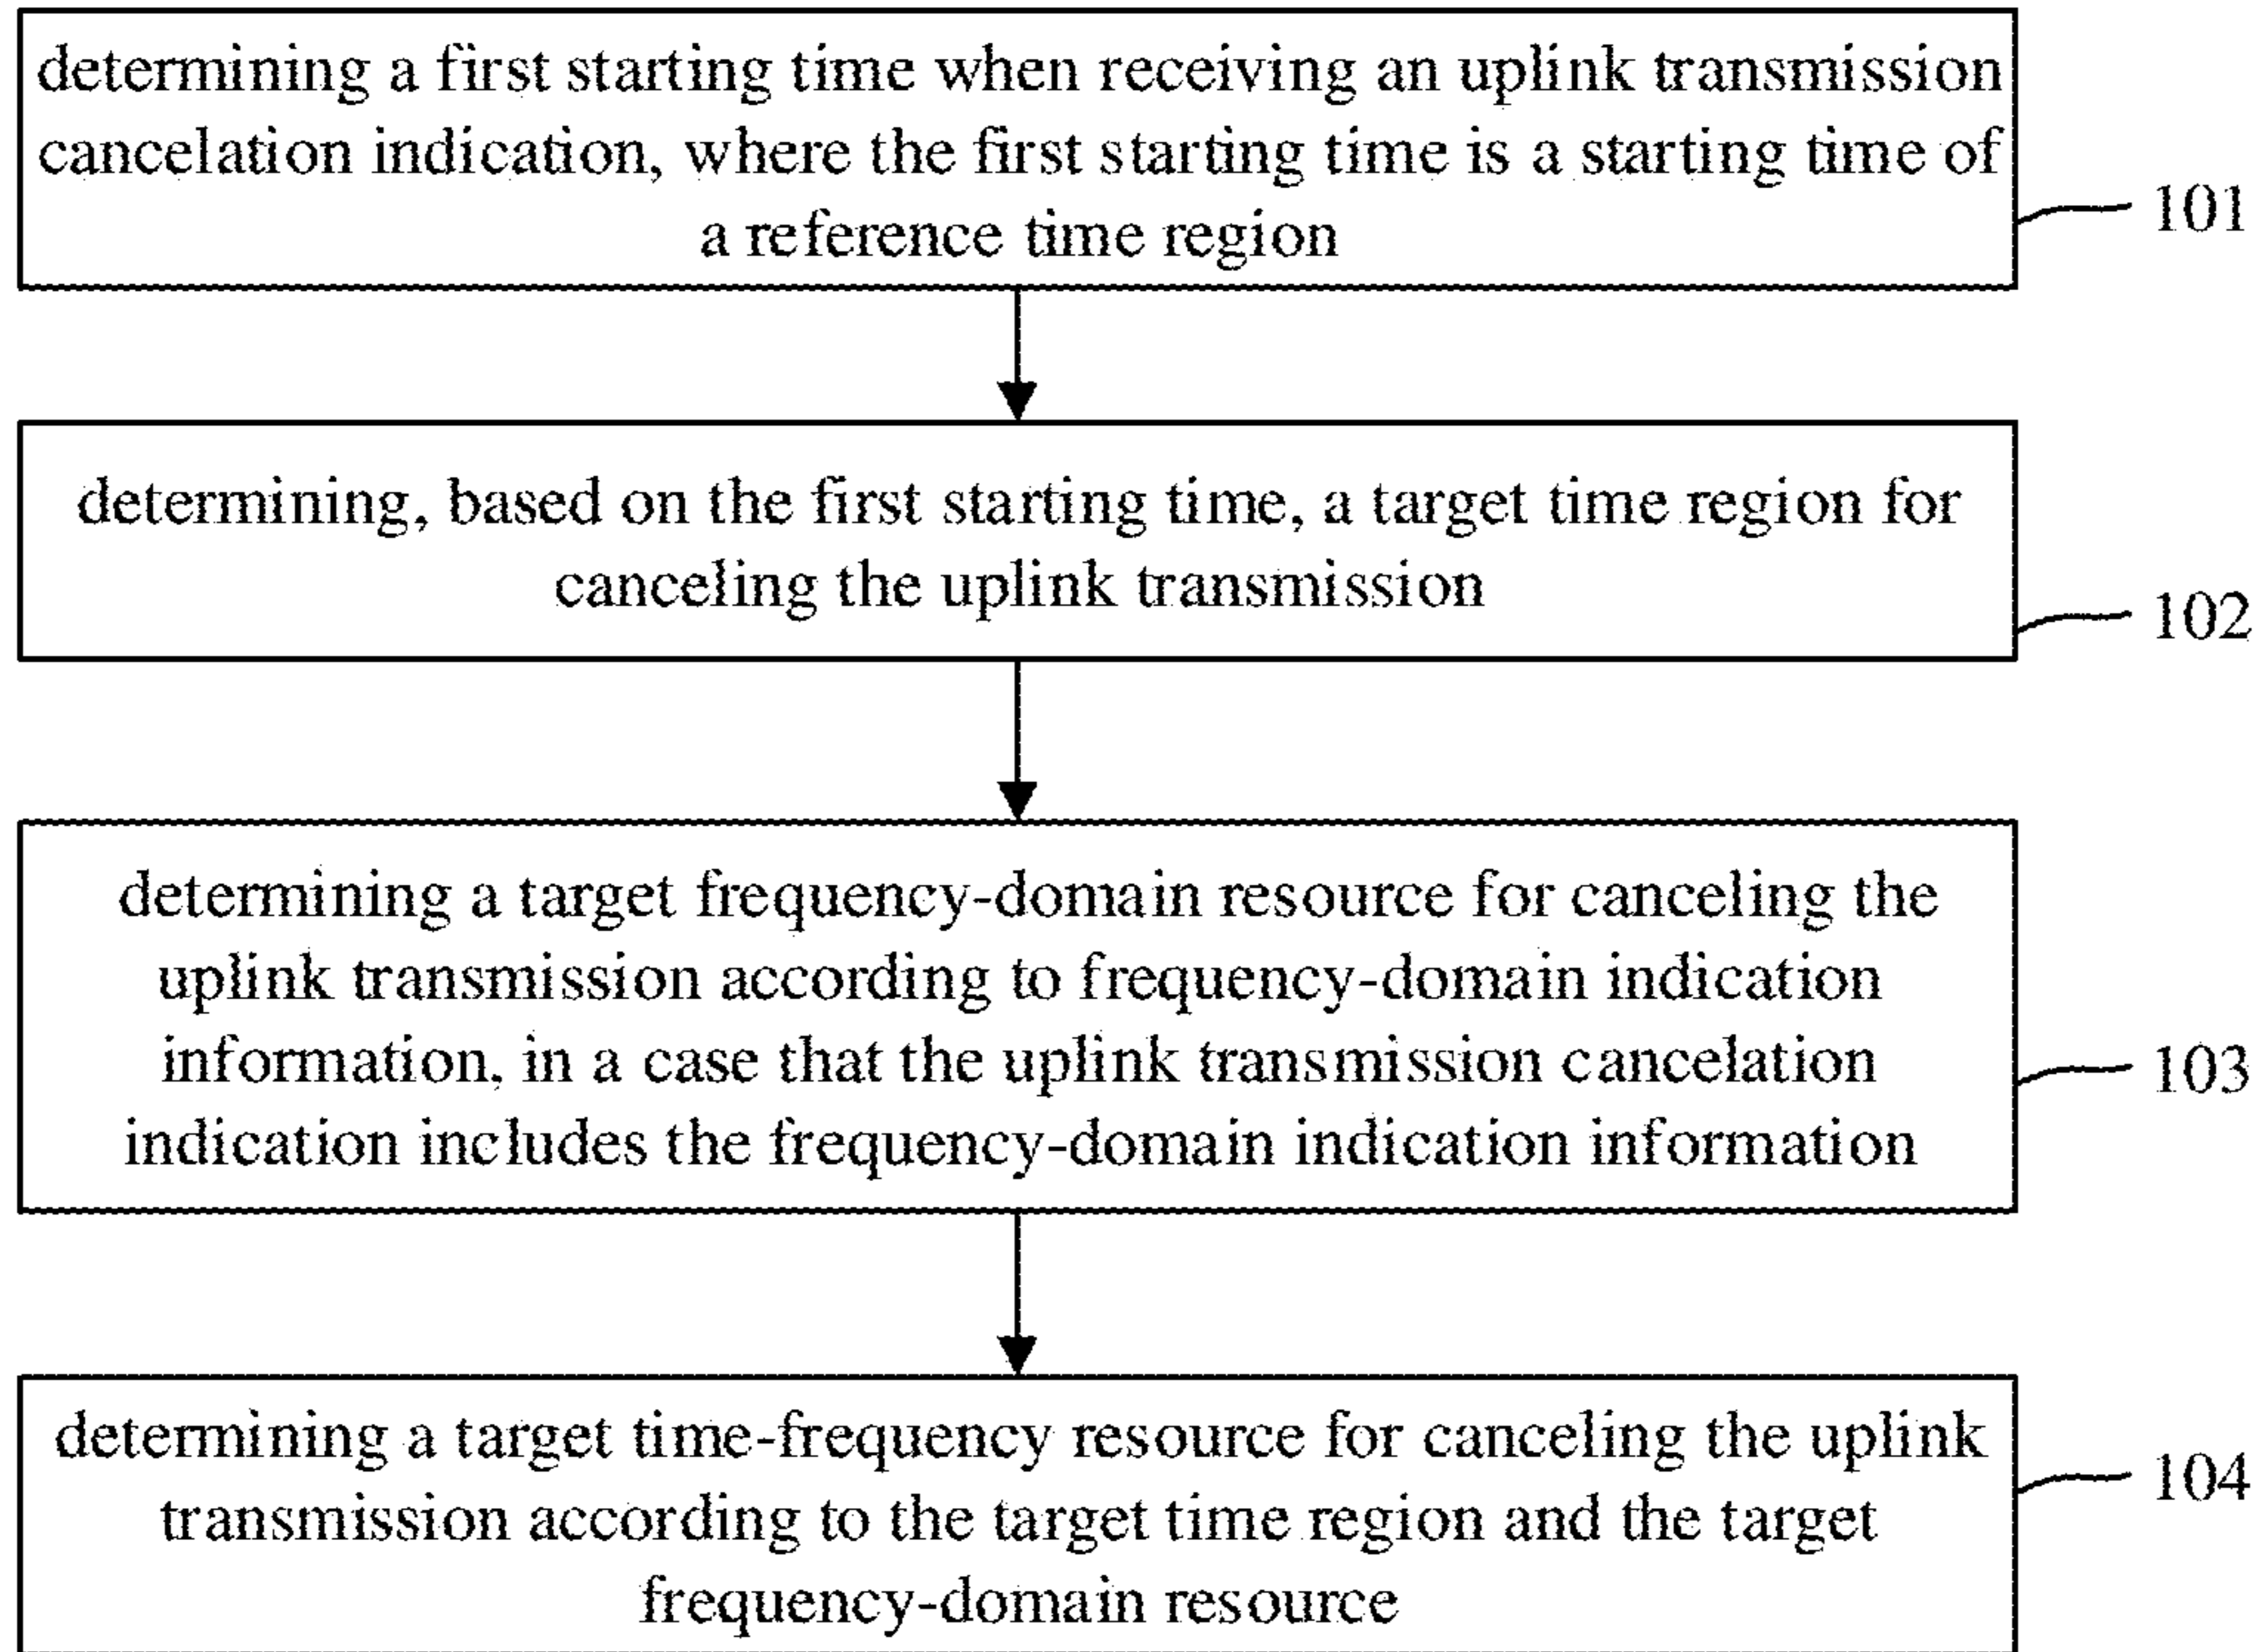 determining a first starting time when receiving an uplink transmission
cancelation indication, where the first starting time is a starting time of
a reference time region
101
determining, based on the first starting time, a target time region for
canceling the uplink transmission
102
determining a target frequency-domain resource for canceling the
uplink transmission according to frequency-domain indication
information, in a case that the uplink transmission cancelation
indication includes the frequency-domain indication information
103
determining a target time-frequency resource for canceling the uplink
transmission according to the target time region and the target
frequency-domain resource
104